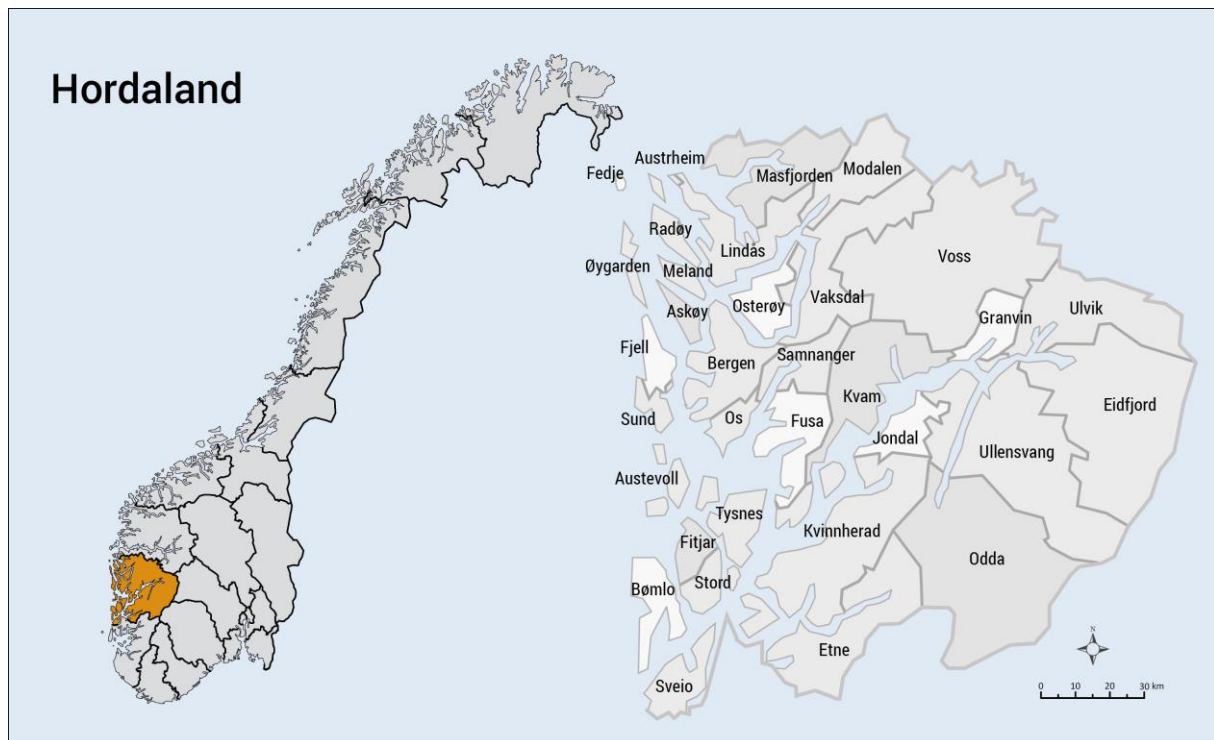 Hordaland
Fedje
Austrheim
Masfjorden
Modalen
Radøy
Lindås
Voss
Øygarden
Meland
Osterøy
Vaksdal
Askøy
Granvin
Ulvik
Fjell
Bergen
Samnanger
Kvam
Eidfjord
Sund
Os
Fusa
Jondal
Ullensvang
Austevoll
Tysnes
Kvinnherad
Fitjar
Odda
Bømlo
Stord
Etne
Sveio
N
0 10 20 30 km